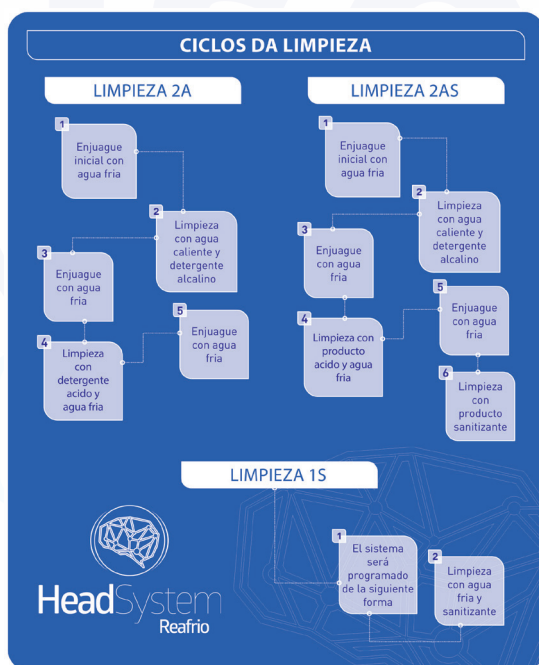 CICLOS DA LIMPIEZA
LIMPIEZA 2A
1
Enjuague
inicial con
agua fria
2
Limpieza
con agua
caliente y
detergente
alcalino
3
Enjuague
con agua
fria
4
Limpieza
con
detergente
acido y
agua fria
5
Enjuague
con agua
fria
LIMPIEZA 2AS
1
Enjuague
inicial con
agua fria
2
Limpieza
con agua
caliente y
detergente
alcalino
3
Enjuague
con agua
fria
4
Limpieza con
producto
acido y agua
fria
5
Enjuague
con agua
fria
6
Limpieza
con
producto
sanitizante
LIMPIEZA 1S
1
El sistema
será
programado
de la siguiente
forma
2
Limpieza
con agua
fria y
sanitizante
HeadSystem
Reafrio